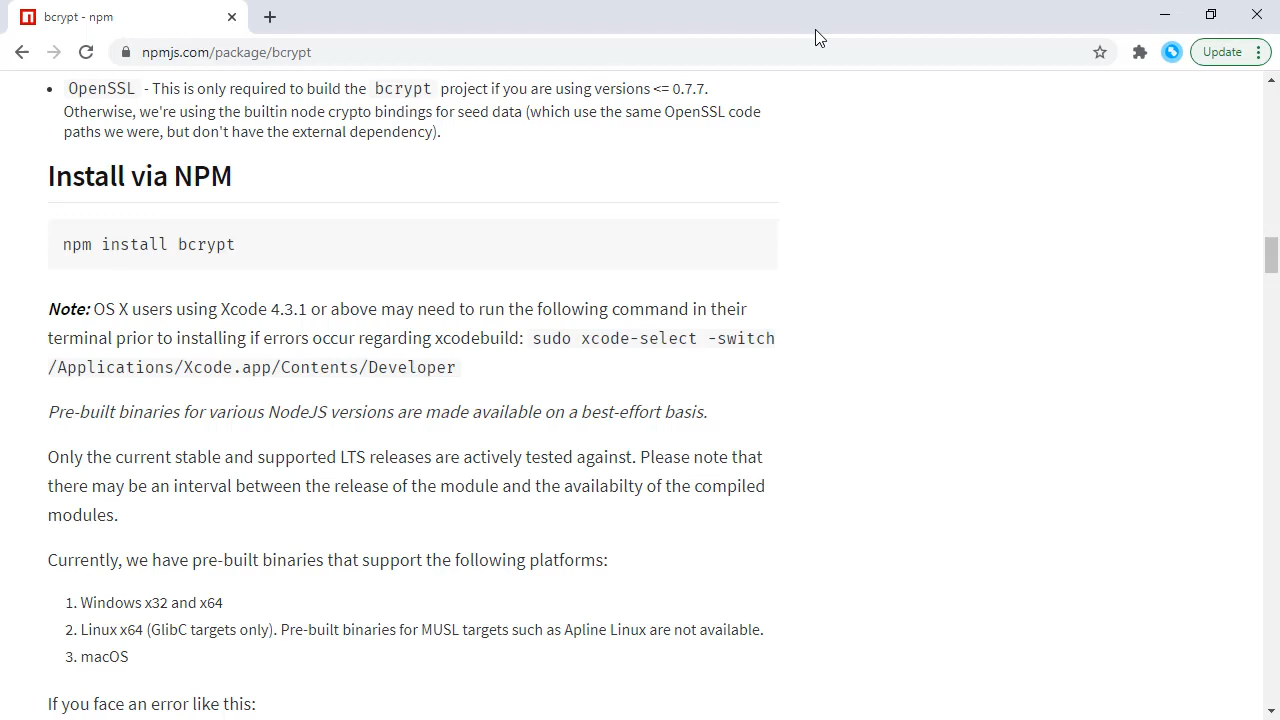 bcrypt - npm
npmjs.com/package/bcrypt
Update
OpenSSL - This is only required to build the bcrypt project if you are using versions <= 0.7.7.
Otherwise, we're using the builtin node crypto bindings for seed data (which use the same OpenSSL code
paths we were, but don't have the external dependency).
Install via NPM
npm install bcrypt
Note: OS X users using Xcode 4.3.1 or above may need to run the following command in their
terminal prior to installing if errors occur regarding xcodebuild: sudo xcode-select -switch
/Applications/Xcode.app/Contents/Developer
Pre-built binaries for various NodeJS versions are made available on a best-effort basis.
Only the current stable and supported LTS releases are actively tested against. Please note that
there may be an interval between the release of the module and the availabilty of the compiled
modules.
Currently, we have pre-built binaries that support the following platforms:
1. Windows x32 and x64
2. Linux x64 (GlibC targets only). Pre-built binaries for MUSL targets such as Apline Linux are not available.
3. macOS
If you face an error like this: